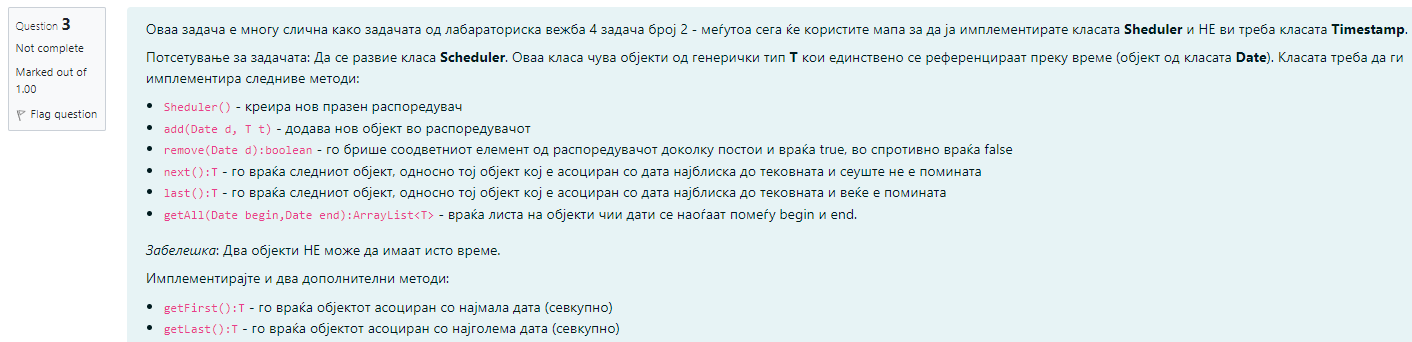 Question 3
Not complete
Marked out of
1.00
Flag question
Оваа задача е многу слична како задачата од лабараториска вежба 4 задача број 2 - меѓутоа сега ќе користите мапа за да ја имплементирате класата Sheduler и НЕ ви треба класата Timestamp.
Потсетување за задачата: Да се развие класа Scheduler. Оваа класа чува објекти од генерички тип T кои единствено се референцираат преку време (објект од класата Date). Класата треба да ги
имплементира следниве методи:
Sheduler() - креира нов празен распоредувач
add(Date d, T t) - додава нов објект во распоредувачот
remove(Date d):boolean - го брише соодветниот елемент од распоредувачот доколку постои и враќа true, во спротивно враќа false
next():T - го враќа следниот објект, односно тој објект кој е асоциран со дата најблиска до тековната и сеуште не е помината
last():T - го враќа следниот објект, односно тој објект кој е асоциран со дата најблиска до тековната и веќе е помината
getAll(Date begin,Date end):ArrayList<T> - враќа листа на објекти чии дати се наоѓаат помеѓу begin и end.
Забелешка: Два објекти НЕ може да имаат исто време.
Имплементирајте и два дополнителни методи:
getFirst():T - го враќа објектот асоциран со најмала дата (севкупно)
getLast():T - го враќа објектот асоциран со најголема дата (севкупно)